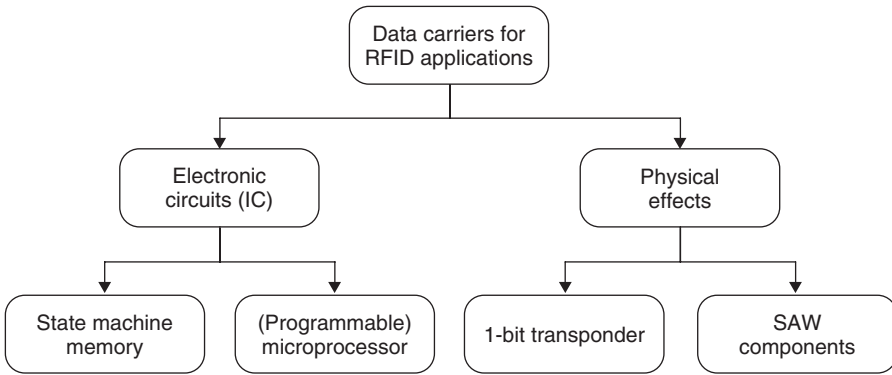 Data carriers for
RFID applications
Electronic
circuits (IC)
Physical
effects
State machine
memory
(Programmable)
microprocessor
1-bit transponder
SAW
components